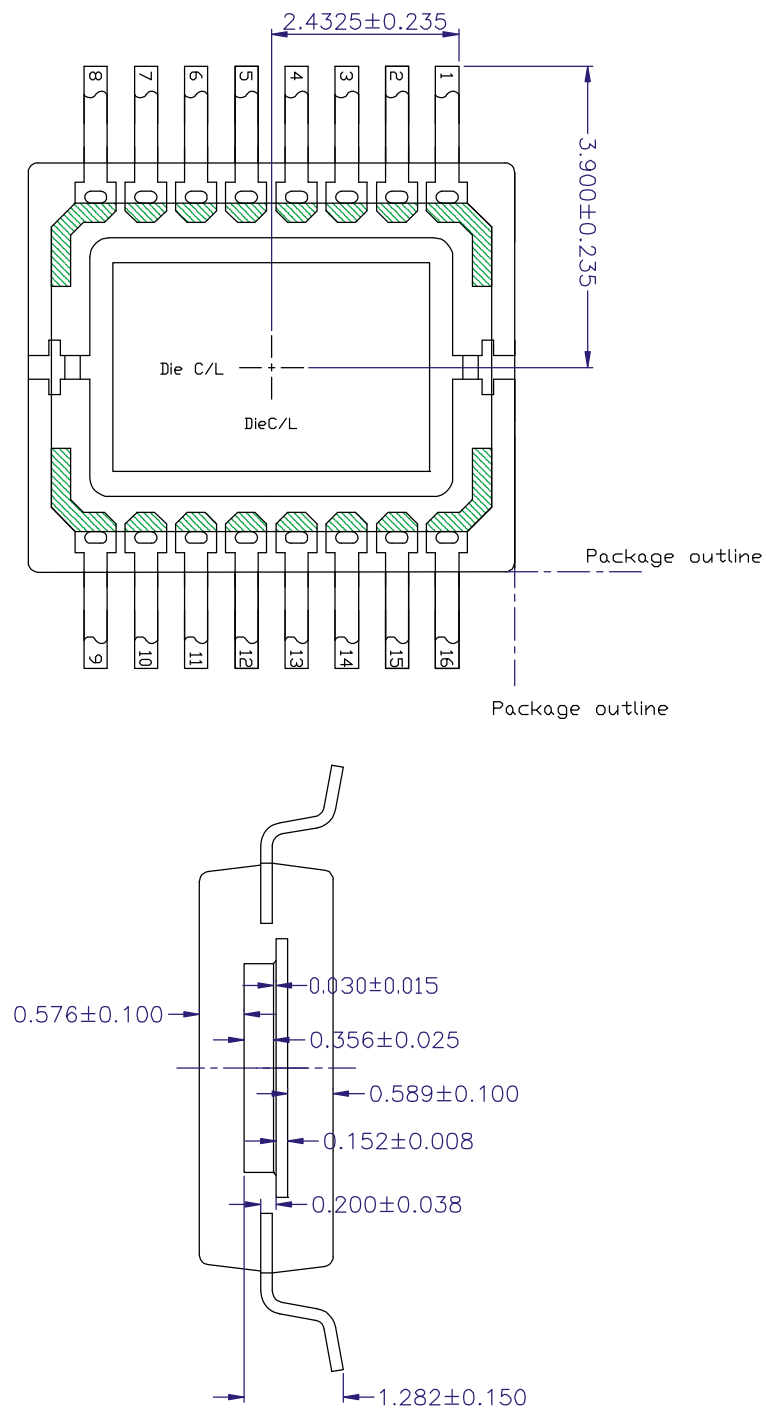 2.4325±0.235
8 7 6 5 4 3 2 1
3.900±0.235
Die C/L
DieC/L
Package outline
9 10 11 12 13 14 15 16
Package outline
0.030±0.015
0.576±0.100
0.356±0.025
0.589±0.100
0.152±0.008
0.200±0.038
1.282±0.150